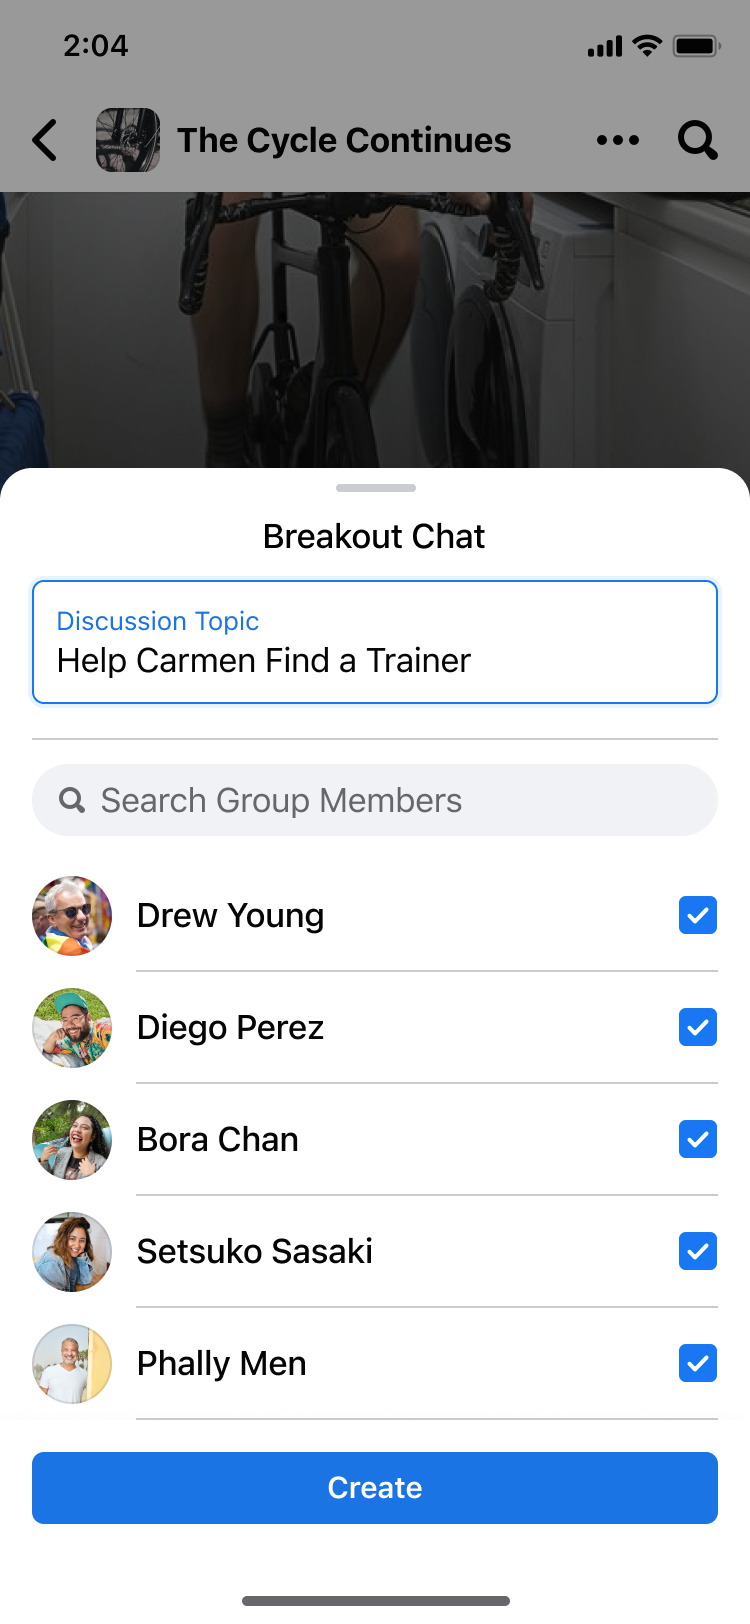 2:04
The Cycle Continues
Breakout Chat
Discussion Topic
Help Carmen Find a Trainer
Search Group Members
Drew Young
Diego Perez
Bora Chan
Setsuko Sasaki
Phally Men
Create